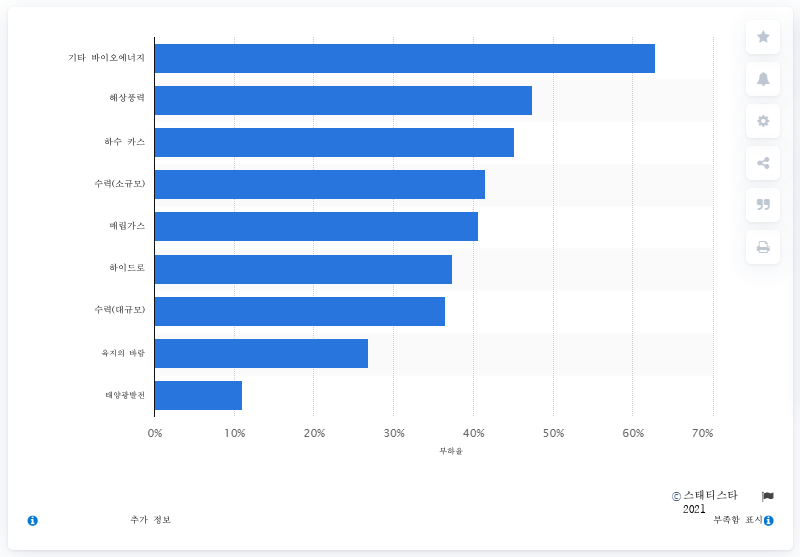 기타 바이오에너지
해상풍력
하수 카스
수력(소규모)
매립가스
하이드로
수력(대규모)
육지의 바람
태양광발전
0% 10% 20% 30% 40% 50% 60% 70%
부하율
© 스태티스타 2021
추가 정보
부족함 표시